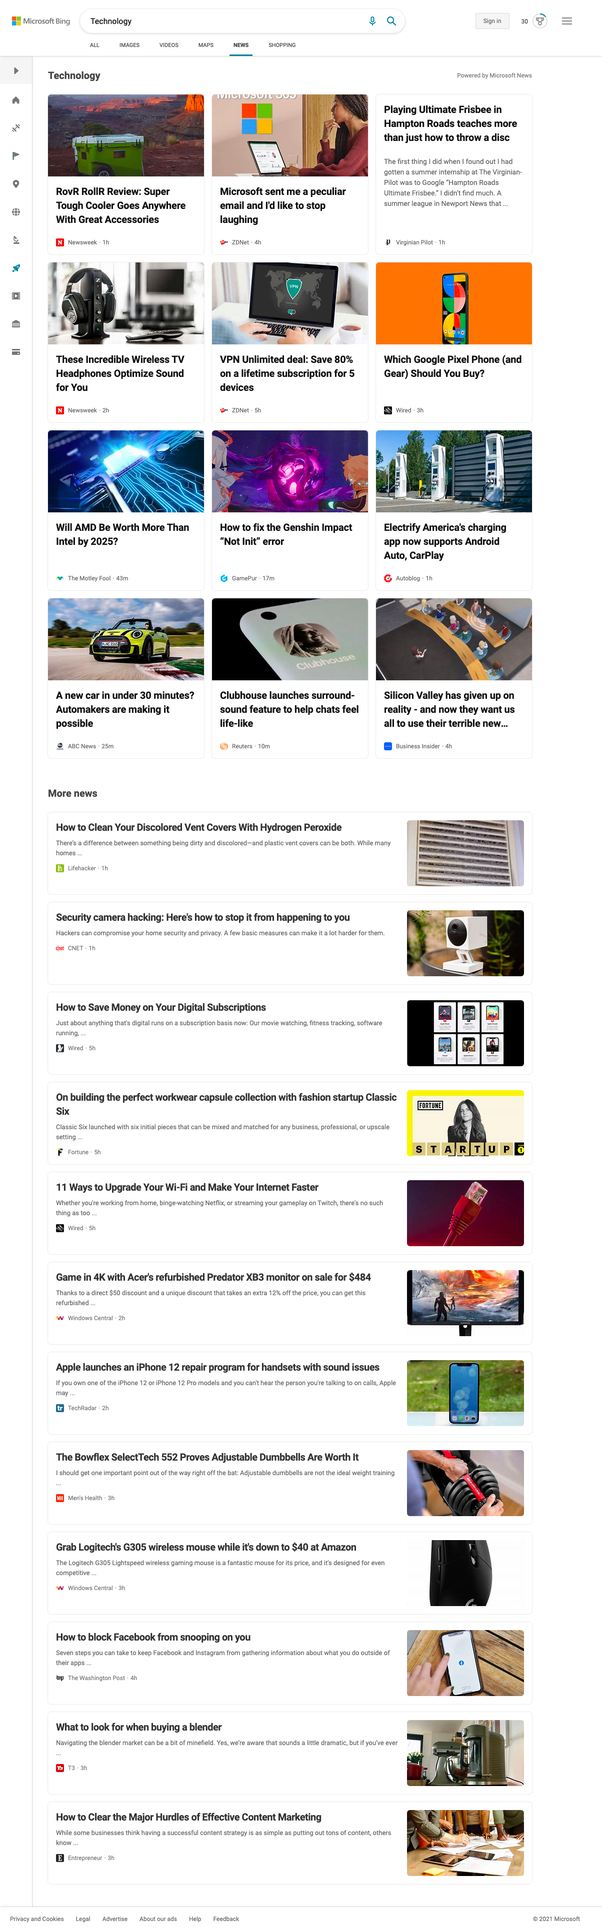 Microsoft Bing
Technology
Sign in
30
ALL
IMAGES
VIDEOS
MAPS
NEWS
SHOPPING
Technology
Powered by Microsoft News
RovR RollR Review: Super
Tough Cooler Goes Anywhere
With Great Accessories
Newsweek · 1h
Microsoft 365
Microsoft sent me a peculiar
email and I'd like to stop
laughing
ZDNet · 4h
Playing Ultimate Frisbee in
Hampton Roads teaches more
than just how to throw a disc
The first thing I did when I found out I had
gotten a summer internship at The Virginian-
Pilot was to Google “Hampton Roads
Ultimate Frisbee.” I didn't find much. A
summer league in Newport News that ...
Virginian Pilot · 1h
These Incredible Wireless TV
Headphones Optimize Sound
for You
Newsweek · 2h
VPN
VPN Unlimited deal: Save 80%
on a lifetime subscription for 5
devices
ZDNet · 5h
Which Google Pixel Phone (and
Gear) Should You Buy?
Wired · 3h
Will AMD Be Worth More Than
Intel by 2025?
The Motley Fool · 43m
How to fix the Genshin Impact
“Not Init” error
GamePur · 17m
Electrify America's charging
app now supports Android
Auto, CarPlay
Autoblog · 1h
A new car in under 30 minutes?
Automakers are making it
possible
ABC News · 25m
Clubhouse
Clubhouse launches surround-
sound feature to help chats feel
life-like
Reuters · 10m
Silicon Valley has given up on
reality - and now they want us
all to use their terrible new...
Business Insider · 4h
More news
How to Clean Your Discolored Vent Covers With Hydrogen Peroxide
There's a difference between something being dirty and discolored—and plastic vent covers can be both. While many
homes ...
Lifehacker · 1h
Security camera hacking: Here's how to stop it from happening to you
Hackers can compromise your home security and privacy. A few basic measures can make it a lot harder for them.
CNET · 1h
How to Save Money on Your Digital Subscriptions
Just about anything that's digital runs on a subscription basis now: Our movie watching, fitness tracking, software
running, ...
Wired · 5h
On building the perfect workwear capsule collection with fashion startup Classic
Six
Classic Six launched with six initial pieces that can be mixed and matched for any business, professional, or upscale
setting ...
Fortune · 5h
FORTUNE
STARTUP
11 Ways to Upgrade Your Wi-Fi and Make Your Internet Faster
Whether you're working from home, binge-watching Netflix, or streaming your gameplay on Twitch, there's no such
thing as too ...
Wired · 5h
Game in 4K with Acer's refurbished Predator XB3 monitor on sale for $484
Thanks to a direct $50 discount and a unique discount that takes an extra 12% off the price, you can get this
refurbished ...
Windows Central · 2h
Apple launches an iPhone 12 repair program for handsets with sound issues
If you own one of the iPhone 12 or iPhone 12 Pro models and you can't hear the person you're talking to on calls, Apple
may ...
TechRadar · 2h
The Bowflex SelectTech 552 Proves Adjustable Dumbbells Are Worth It
I should get one important point out of the way right off the bat: Adjustable dumbbells are not the ideal weight training
...
Men's Health · 3h
Grab Logitech's G305 wireless mouse while it's down to $40 at Amazon
The Logitech G305 Lightspeed wireless gaming mouse is a fantastic mouse for its price, and it's designed for even
competitive ...
Windows Central · 3h
How to block Facebook from snooping on you
Seven steps you can take to keep Facebook and Instagram from gathering information about what you do outside of
their apps ...
The Washington Post · 4h
What to look for when buying a blender
Navigating the blender market can be a bit of minefield. Yes, we're aware that sounds a little dramatic, but if you've ever
...
T3 · 3h
How to Clear the Major Hurdles of Effective Content Marketing
While some businesses think having a successful content strategy is as simple as putting out tons of content, others
know ...
Entrepreneur · 3h
Privacy and Cookies
Legal
Advertise
About our ads
Help
Feedback
© 2021 Microsoft